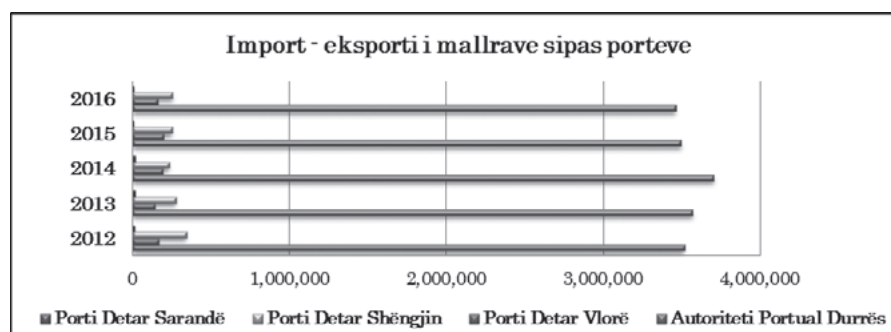 Import - eksporti i mallrave sipas porteve
2016
2015
2014
2013
2012
0 1,000,000 2,000,000 3,000,000 4,000,000
Porti Detar Sarandë Porti Detar Shëngjin Porti Detar Vlorë Autoriteti Portual Durrës